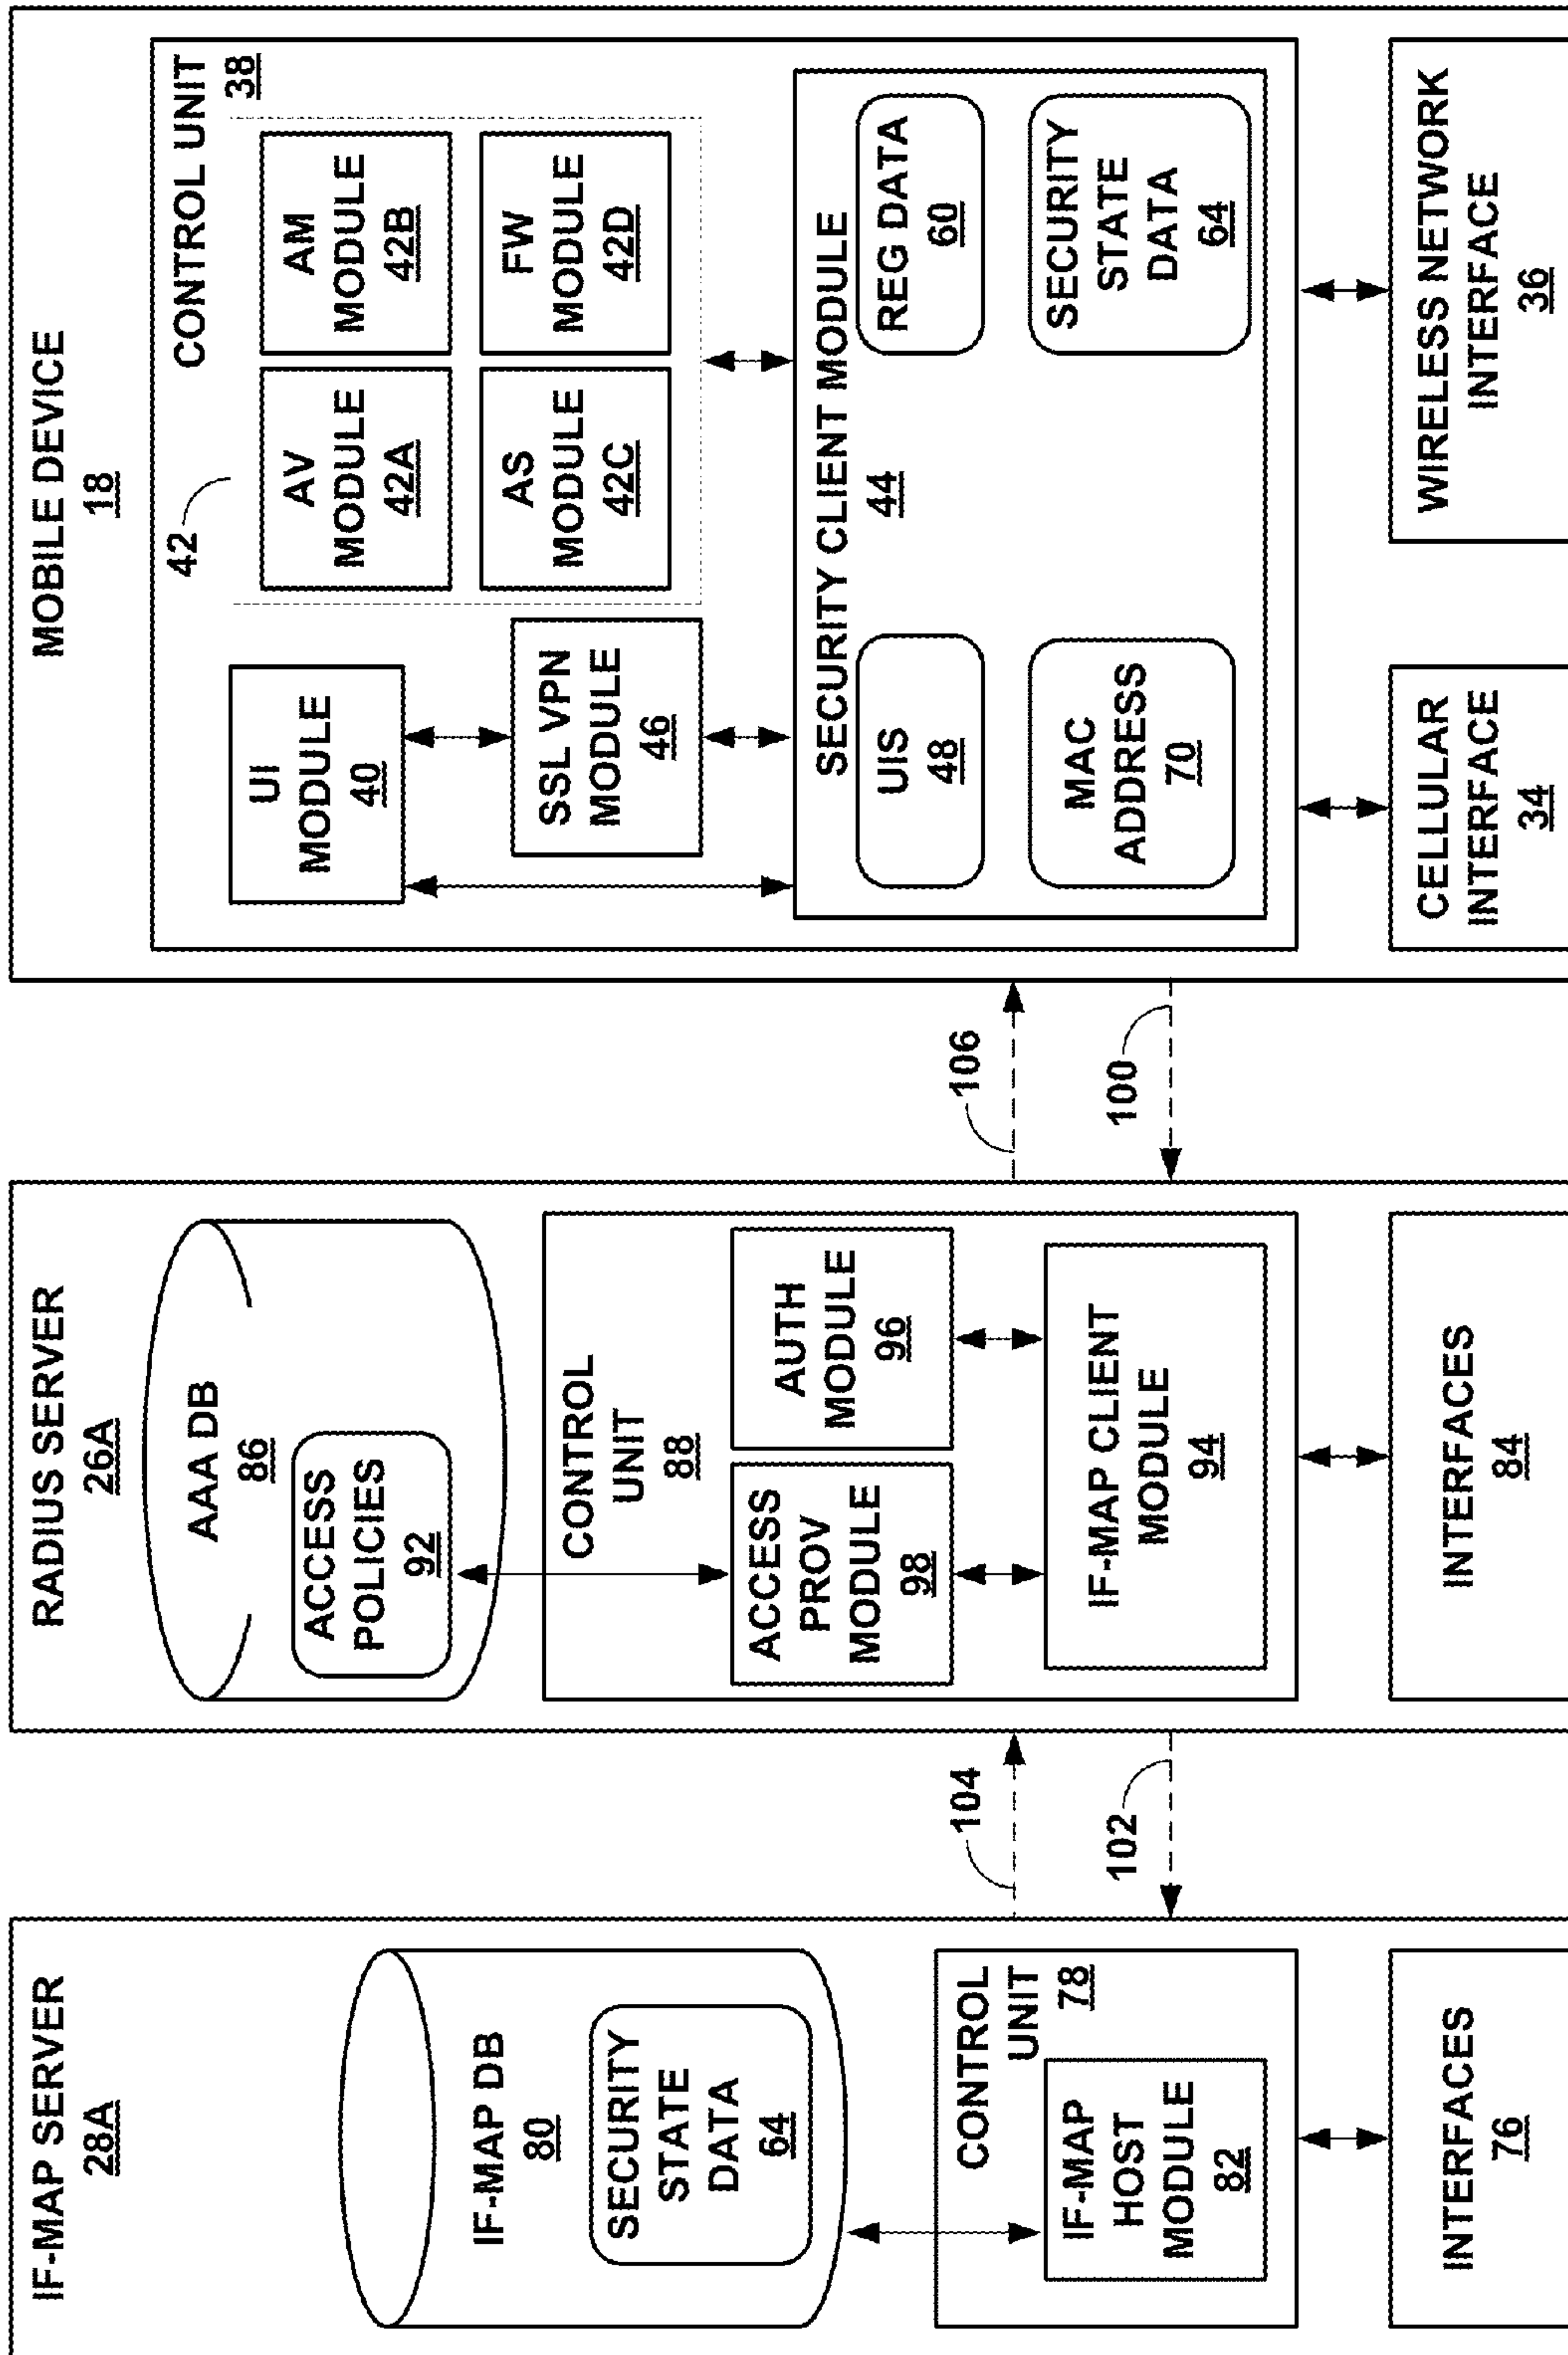 IF-MAP SERVER
28A
IF-MAP DB
80
SECURITY
STATE
DATA
64
CONTROL
UNIT
78
IF-MAP
HOST
MODULE
82
INTERFACES
76
104
102
RADIUS SERVER
26A
AAA DB
86
ACCESS
POLICIES
92
CONTROL
UNIT
88
ACCESS
PROV
MODULE
98
AUTH
MODULE
96
IF-MAP CLIENT
MODULE
94
INTERFACES
84
106
100
MOBILE DEVICE
18
CONTROL UNIT
38
42
UI
MODULE
40
SSL VPN
MODULE
46
AV
MODULE
42A
AM
MODULE
42B
AS
MODULE
42C
FW
MODULE
42D
SECURITY CLIENT MODULE
44
UIS
48
REG DATA
60
MAC
ADDRESS
70
SECURITY
STATE
DATA
64
CELLULAR
INTERFACE
34
WIRELESS NETWORK
INTERFACE
36